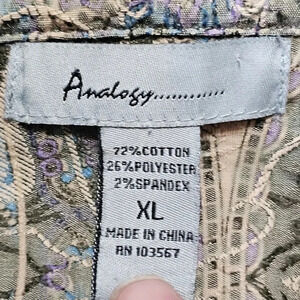 Analogy............
72% COTTON
26% POLYESTER
2% SPANDEX
XL
MADE IN CHINA
RN 103567